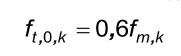 f_{t,0,k} = 0,6f_{m,k}